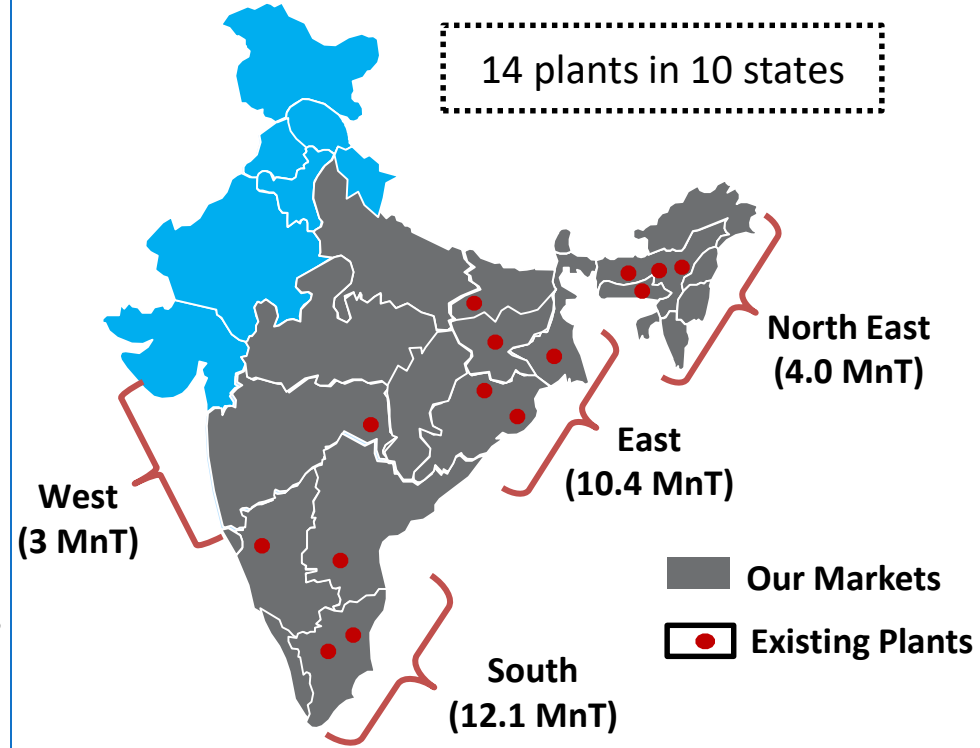 14 plants in 10 states
North East
(4.0 MnT)
East
(10.4 MnT)
West
(3 MnT)
Our Markets
Existing Plants
South
(12.1 MnT)